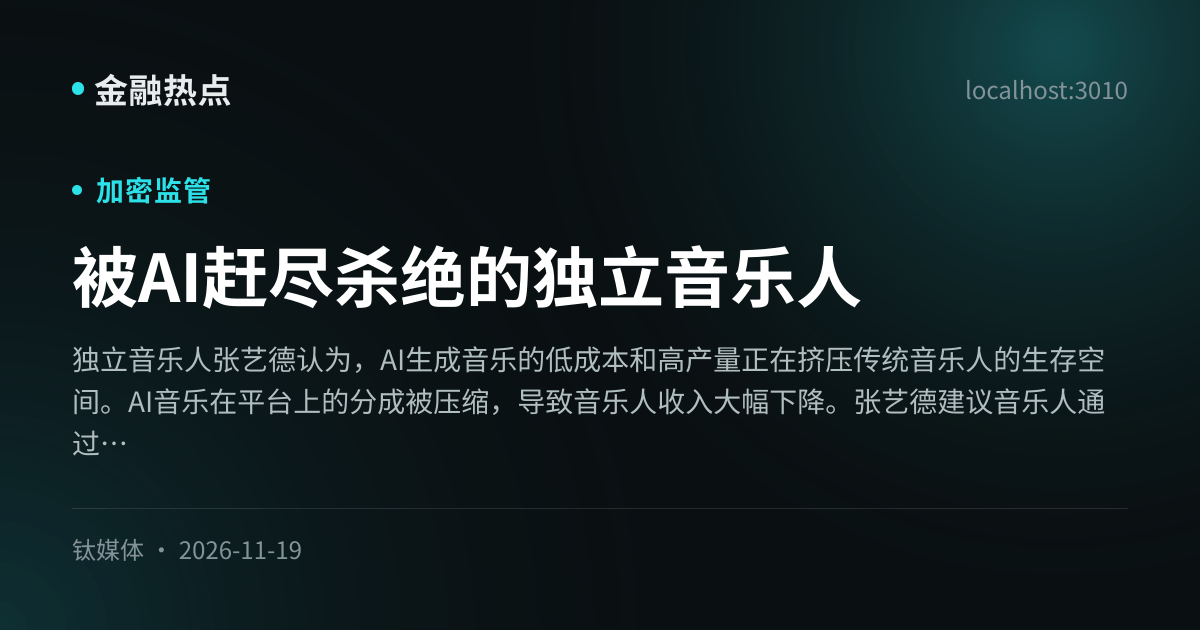 金融热点
localhost:3010
加密监管
被AI赶尽杀绝的独立音乐人
独立音乐人张艺德认为，AI生成音乐的低成本和高产量正在挤压传统音乐人的生存空
间。AI音乐在平台上的分成被压缩，导致音乐人收入大幅下降。张艺德建议音乐人通
过…
钛媒体 · 2026-11-19